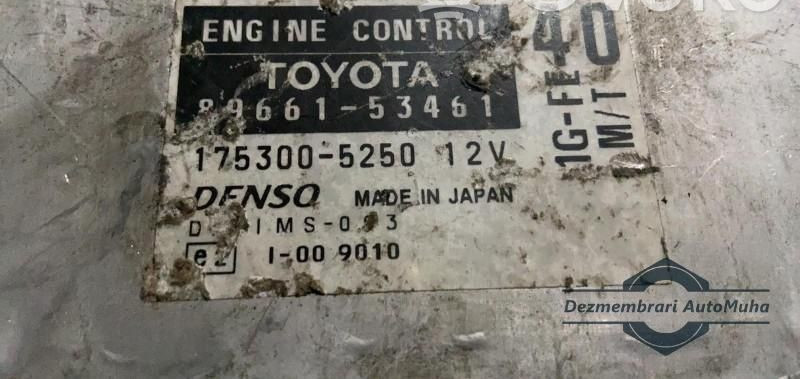 ENGINE CONTROL
TOYOTA
89661-53461
175300-5250 12V
DENSO MADE IN JAPAN
I-00 9010
40
1G-FE
M/T
Dezmembrari AutoMuha